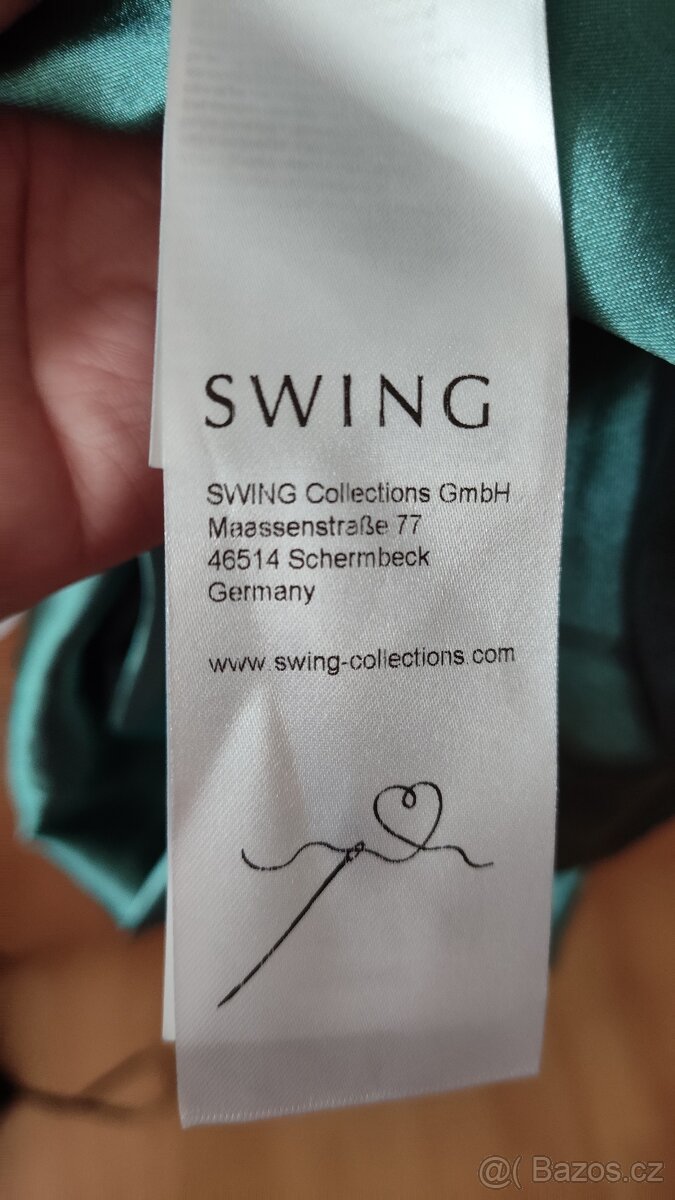 SWING
SWING Collections GmbH
Maassenstraße 77
46514 Schermbeck
Germany
www.swing-collections.com
@( Bazos.cz